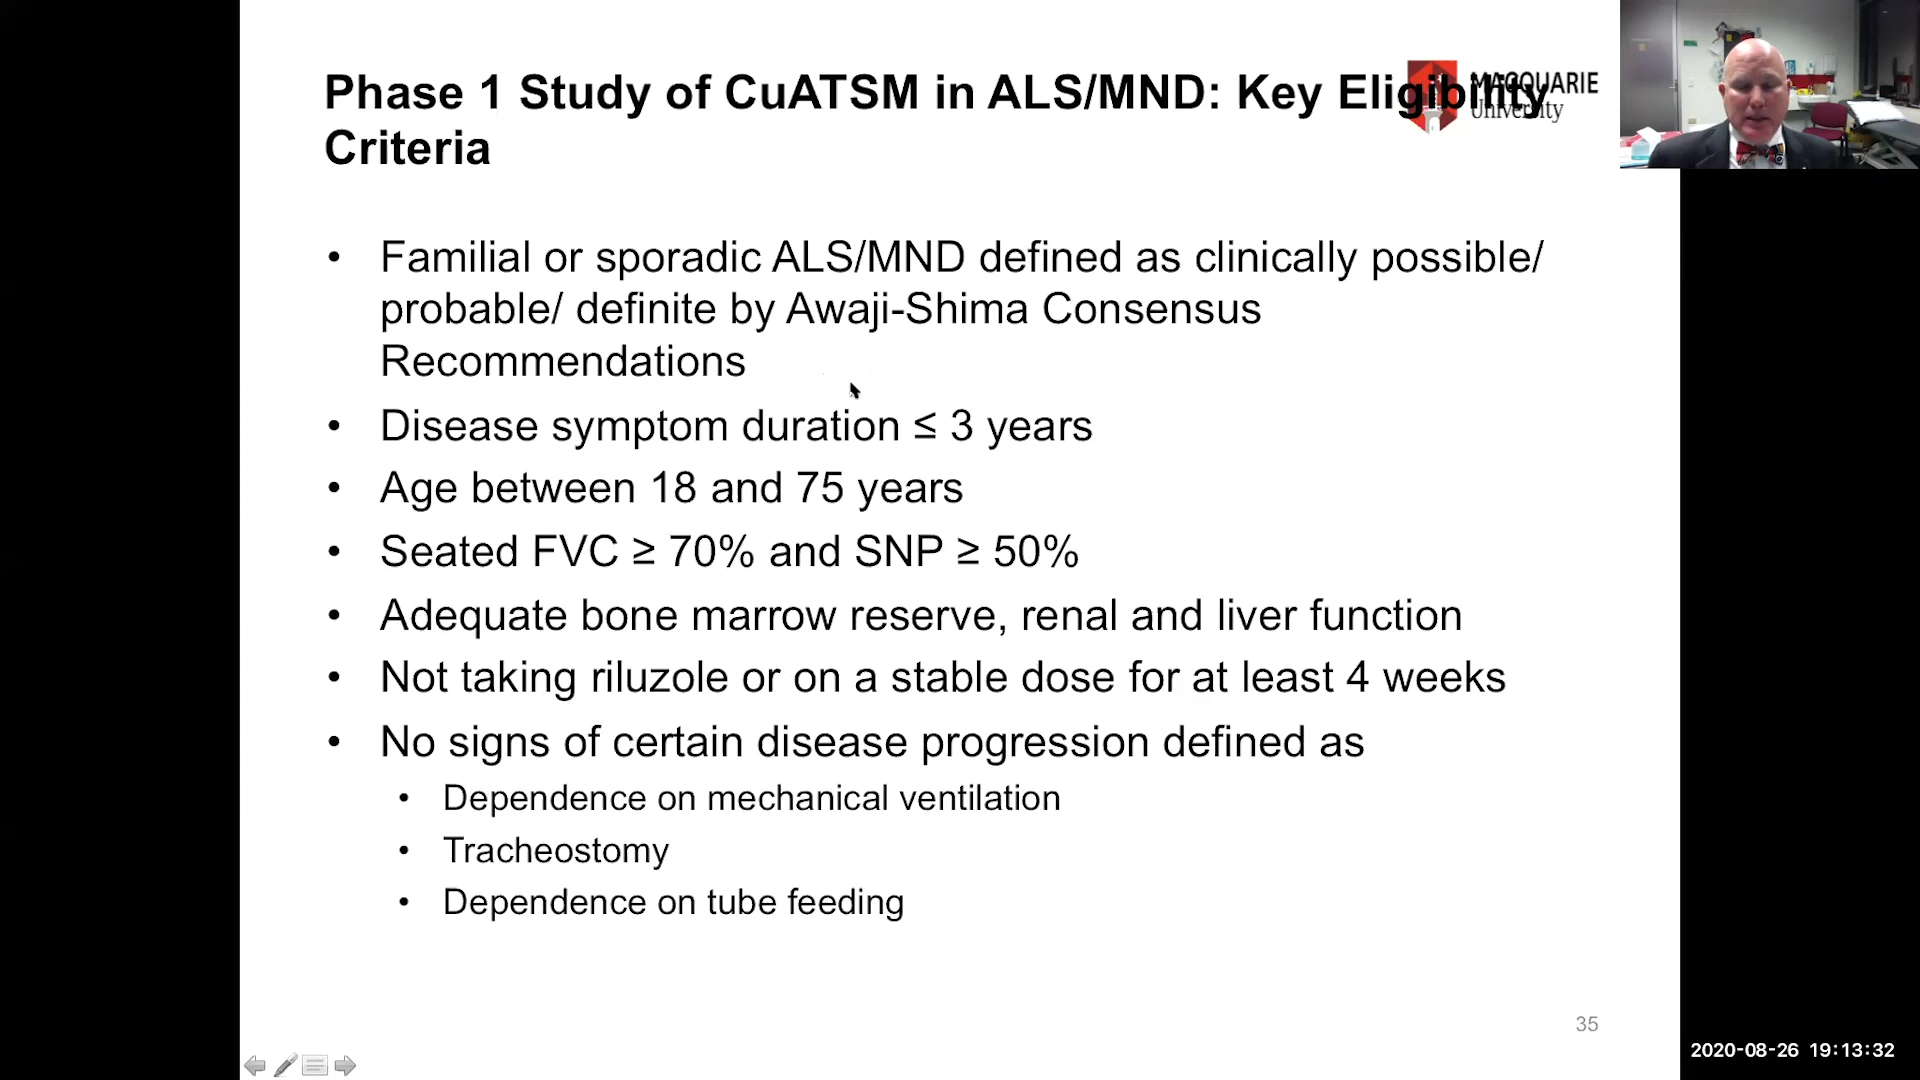 Phase 1 Study of CuATSM in ALS/MND: Key Eligibility
Criteria
MACQUARIE
University
• Familial or sporadic ALS/MND defined as clinically possible/
probable/ definite by Awaji-Shima Consensus
Recommendations
• Disease symptom duration ≤ 3 years
• Age between 18 and 75 years
• Seated FVC ≥ 70% and SNP ≥ 50%
• Adequate bone marrow reserve, renal and liver function
• Not taking riluzole or on a stable dose for at least 4 weeks
• No signs of certain disease progression defined as
• Dependence on mechanical ventilation
• Tracheostomy
• Dependence on tube feeding
35
2020-08-26 19:13:32